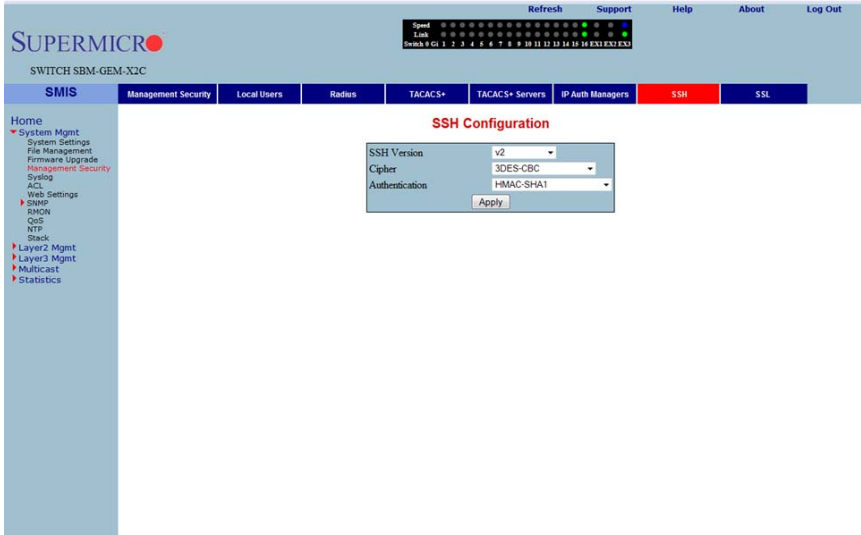 Refresh Support Help About Log Out
Speed
Link
Switch 0 Gi 1 2 3 4 5 6 7 8 9 10 11 12 13 14 15 16 EX1 EX2 EX3
SUPERMICRO
SWITCH SBM-GEM-X2C
SMIS Management Security Local Users Radius TACACS+ TACACS+ Servers IP Auth Managers SSH SSL
Home
System Mgmt
System Settings
File Management
Firmware Upgrade
Management Security
Syslog
ACL
Web Settings
SNMP
RMON
QoS
NTP
Stack
Layer2 Mgmt
Layer3 Mgmt
Multicast
Statistics
SSH Configuration
SSH Version v2
Cipher 3DES-CBC
Authentication HMAC-SHA1
Apply